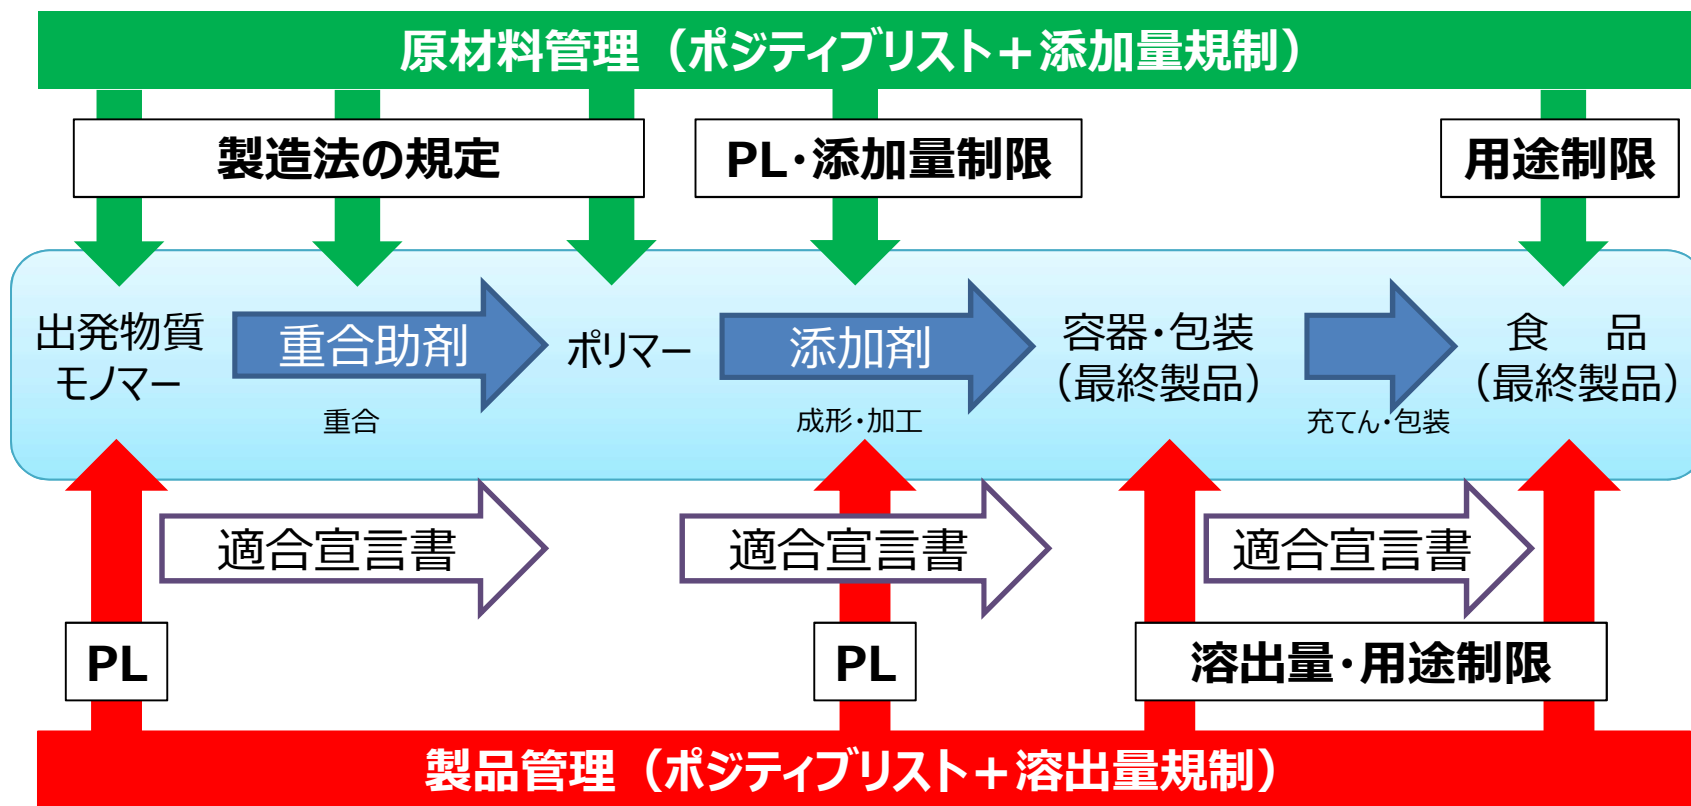 原材料管理（ポジティブリスト＋添加量規制）
製造法の規定
PL・添加量制限
用途制限
出発物質
モノマー
重合助剤
重合
ポリマー
添加剤
成形・加工
容器・包装
（最終製品）
充てん・包装
食　品
（最終製品）
適合宣言書
適合宣言書
適合宣言書
PL
PL
溶出量・用途制限
製品管理（ポジティブリスト＋溶出量規制）